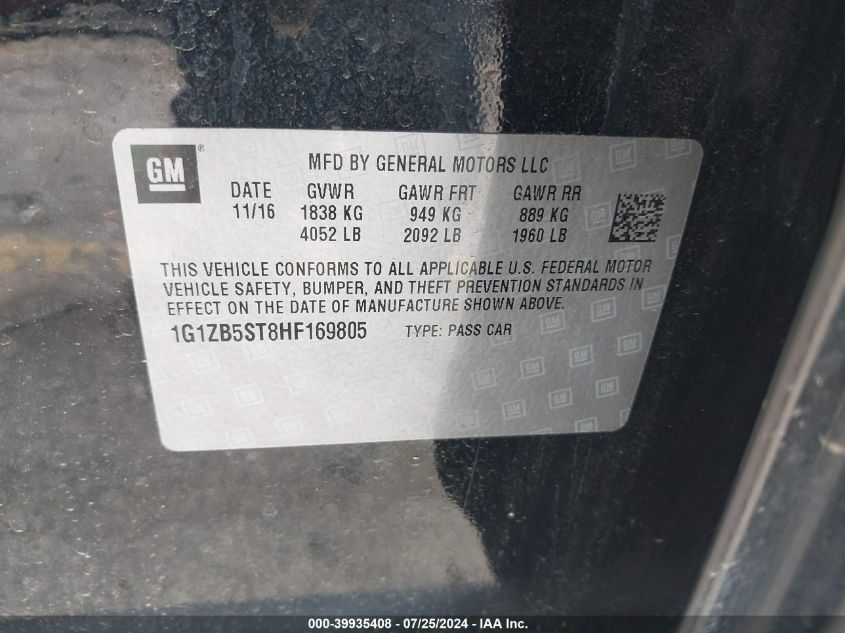 GM ®
MFD BY GENERAL MOTORS LLC
DATE GVWR GAWR FRT GAWR RR
11/16 1838 KG 949 KG 889 KG
4052 LB 2092 LB 1960 LB
THIS VEHICLE CONFORMS TO ALL APPLICABLE U.S. FEDERAL MOTOR
VEHICLE SAFETY, BUMPER, AND THEFT PREVENTION STANDARDS IN
EFFECT ON THE DATE OF MANUFACTURE SHOWN ABOVE.
1G1ZB5ST8HF169805 TYPE: PASS CAR
000-39935408 - 07/25/2024 - IAA Inc.